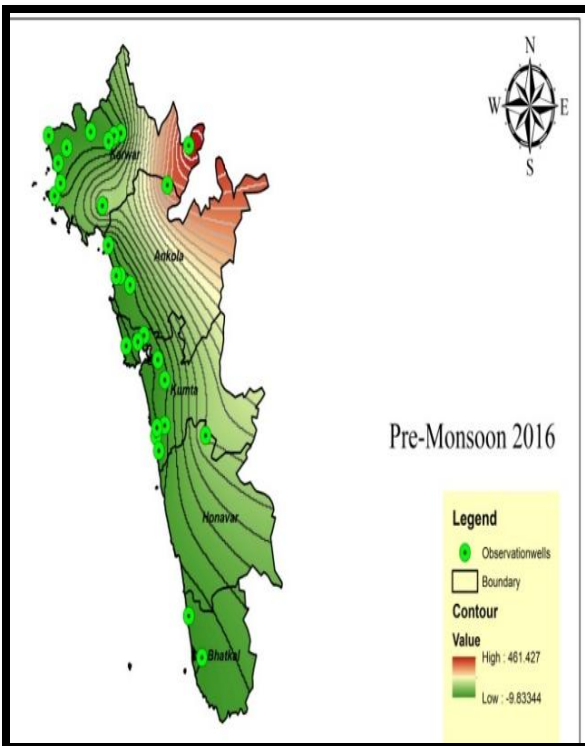 N
W E
S
Karwar
Ankola
Kumta
Pre-Monsoon 2016
Honavar
Bhatkal
Legend
Observationwells
Boundary
Contour
Value
High : 461.427
Low : -9.83344